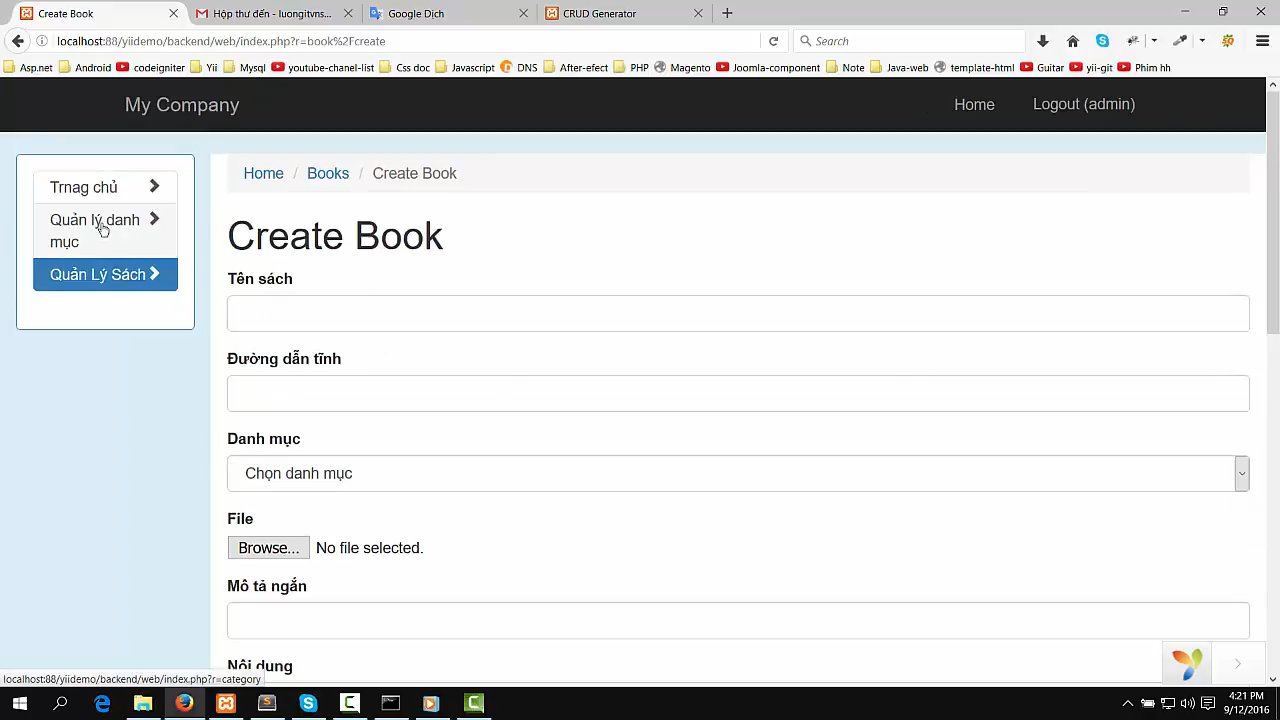 Create Book
Hộp thư đến - luongitvns...
Google Dịch
CRUD Generator
localhost:88/yiidemo/backend/web/index.php?r=book%2Fcreate
Search
Asp.net Android codeigniter Yii Mysql youtube-chanel-list Css doc Javascript DNS After-efect PHP Magento Joomla-component Note Java-web template-html Guitar yii-git Phim hh
My Company
Home
Logout (admin)
Trnag chủ
Quản lý danh
mục
Quản Lý Sách
Home / Books / Create Book
Create Book
Tên sách
Đường dẫn tĩnh
Danh mục
Chọn danh mục
File
Browse... No file selected.
Mô tả ngắn
Nội dung
localhost:88/yiidemo/backend/web/index.php?r=category
4:21 PM
9/12/2016